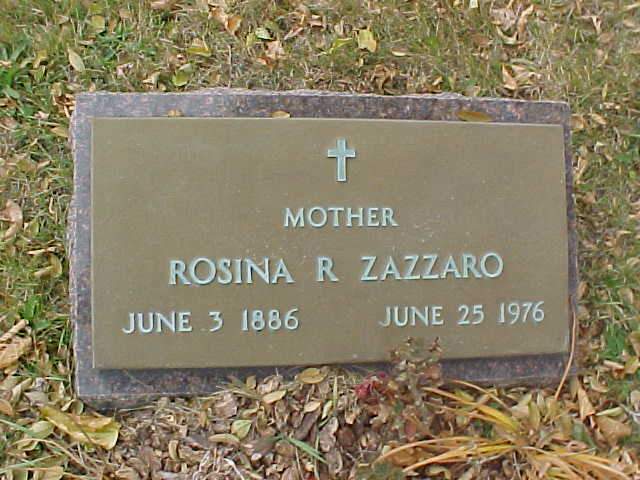 MOTHER
ROSINA R ZAZZARO
JUNE 3 1886 JUNE 25 1976